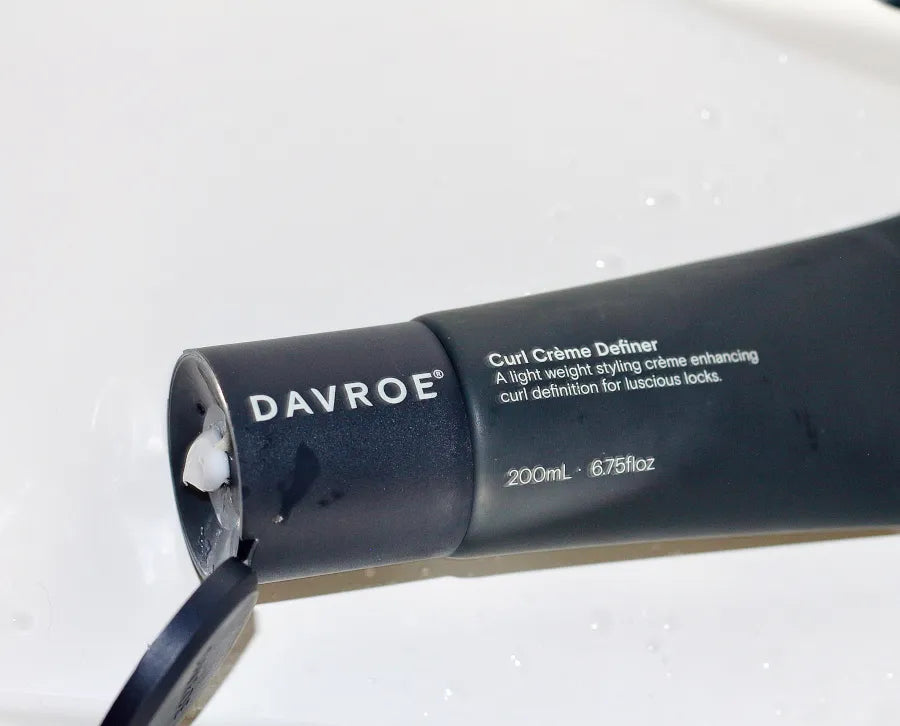 DAVROE®
Curl Crème Definer
A light weight styling crème enhancing
curl definition for luscious locks.
200mL · 6.75floz